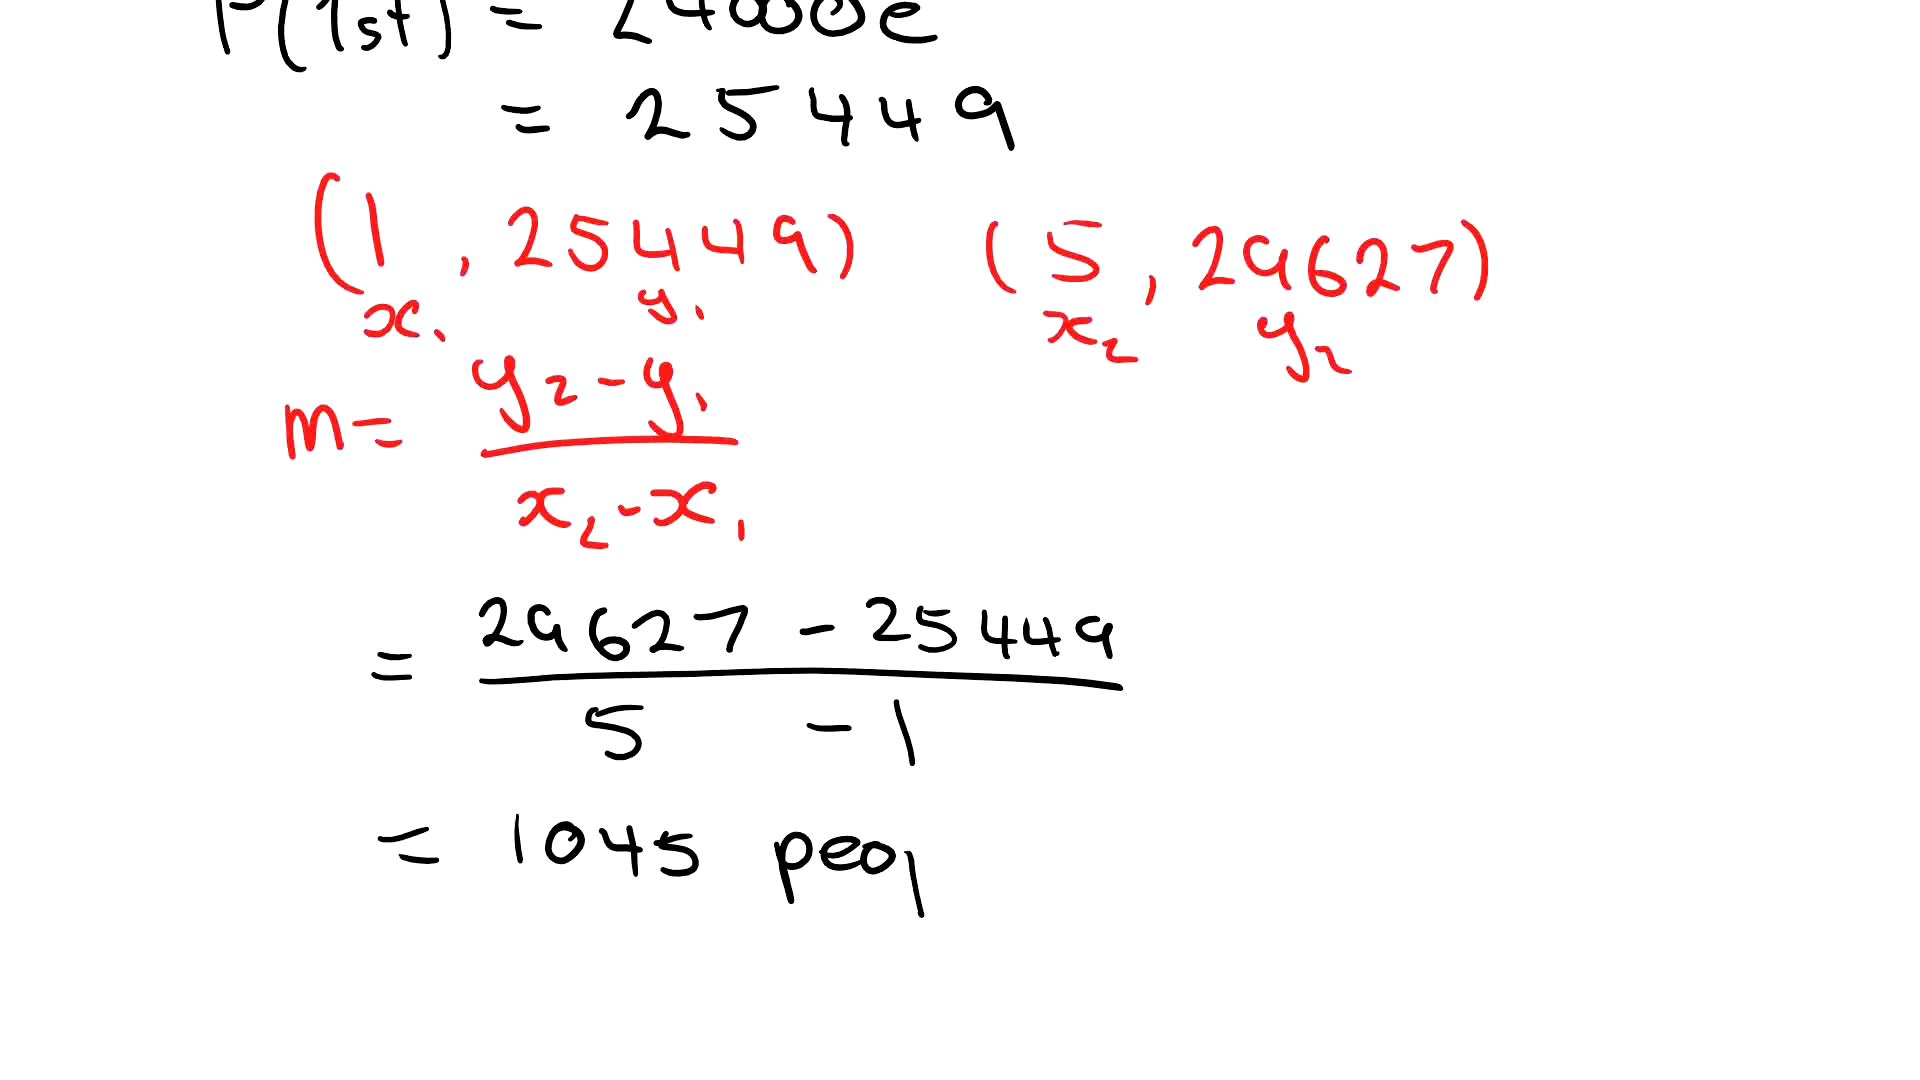 P(1st) = 24000e
= 25449
(1, 25449) (5, 29627)
x₁ y₁ x₂ y₂
m = y₂ - y₁
x₂ - x₁
= 29627 - 25449
5 - 1
= 1045